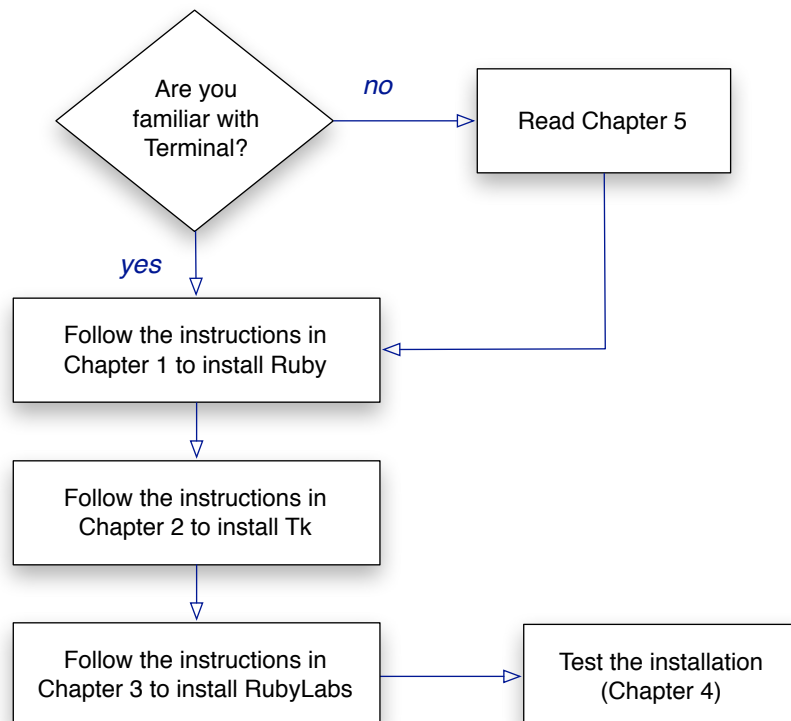 Are you
familiar with
Terminal?
no
Read Chapter 5
yes
Follow the instructions in
Chapter 1 to install Ruby
Follow the instructions in
Chapter 2 to install Tk
Follow the instructions in
Chapter 3 to install RubyLabs
Test the installation
(Chapter 4)